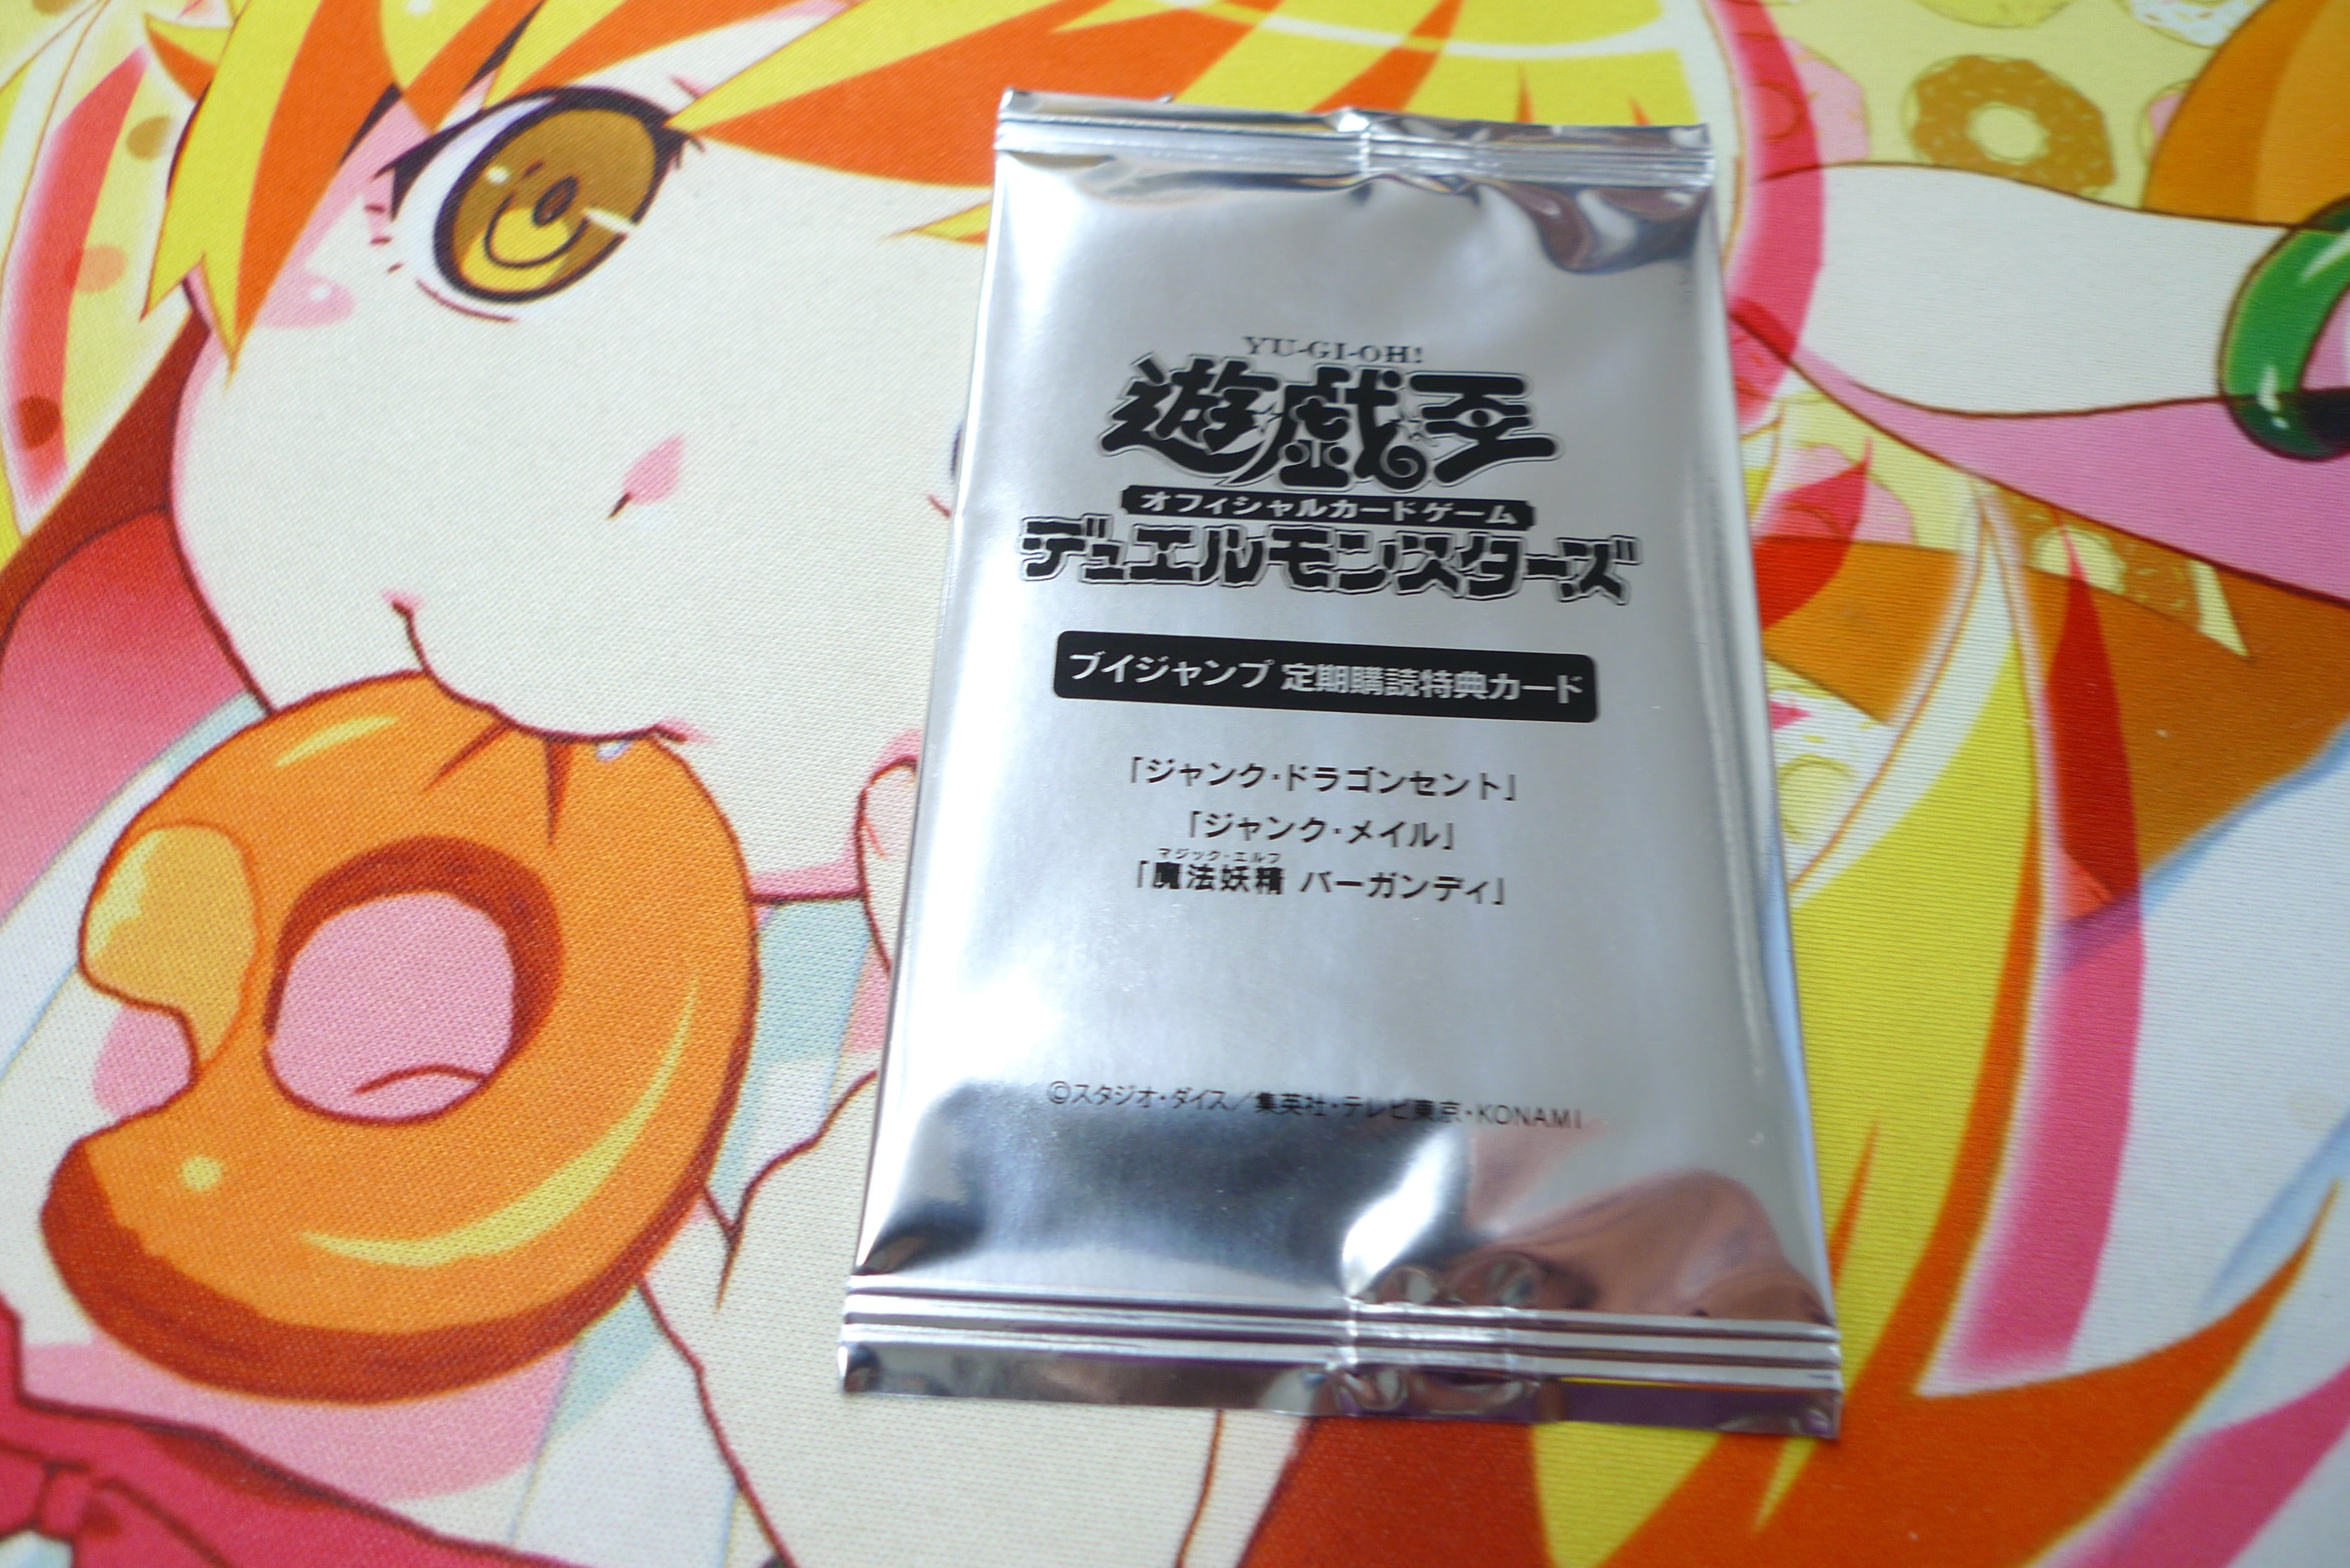 YU-GI-OH!
遊戯王
オフィシャルカードゲーム
デュエルモンスターズ
ブイジャンプ 定期購読特典カード
「ジャンク・ドラゴンセント」
「ジャンク・メイル」
マジック・エルフ
「魔法妖精 バーガンディ」
©スタジオ・ダイス／集英社・テレビ東京・KONAMI